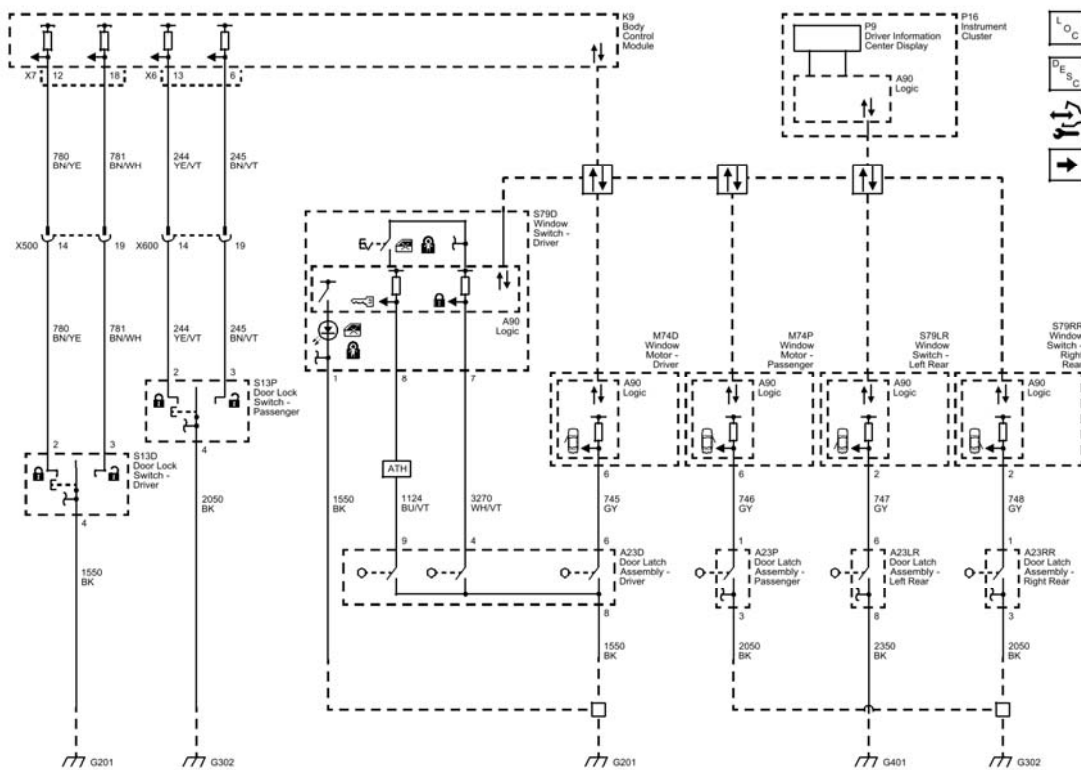 K9
Body
Control
Module
P16
Instrument
Cluster
P9
Driver Information
Center Display
A90
Logic
LOC
DESC
X7 12 18 X6 13 6
780
BN/YE
781
BN/WH
244
YE/VT
245
BN/VT
X500 14 19 X600 14 19
780
BN/YE
781
BN/WH
244
YE/VT
245
BN/VT
S79D
Window
Switch -
Driver
A90
Logic
1 8 7
2 3
S13P
Door Lock
Switch -
Passenger
4
2 3
S13D
Door Lock
Switch -
Driver
4
M74D
Window
Motor -
Driver
A90
Logic
6
M74P
Window
Motor -
Passenger
A90
Logic
6
S79LR
Window
Switch -
Left Rear
A90
Logic
2
S79RR
Window
Switch -
Right
Rear
A90
Logic
2
ATH
2050
BK
1550
BK
1124
BU/VT
3270
WH/VT
745
GY
746
GY
747
GY
748
GY
9 4 6
A23D
Door Latch
Assembly -
Driver
8
1
A23P
Door Latch
Assembly -
Passenger
3
6
A23LR
Door Latch
Assembly -
Left Rear
8
1
A23RR
Door Latch
Assembly -
Right Rear
3
1550
BK
1550
BK
2050
BK
2350
BK
2050
BK
G201
G302
G201
G401
G302